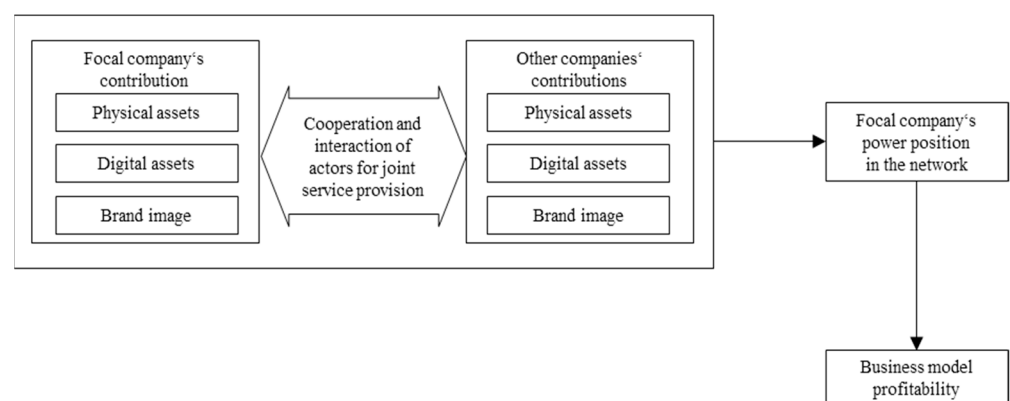 Focal company‘s
contribution
Physical assets
Digital assets
Brand image
Cooperation and
interaction of
actors for joint
service provision
Other companies‘
contributions
Physical assets
Digital assets
Brand image
Focal company‘s
power position
in the network
Business model
profitability